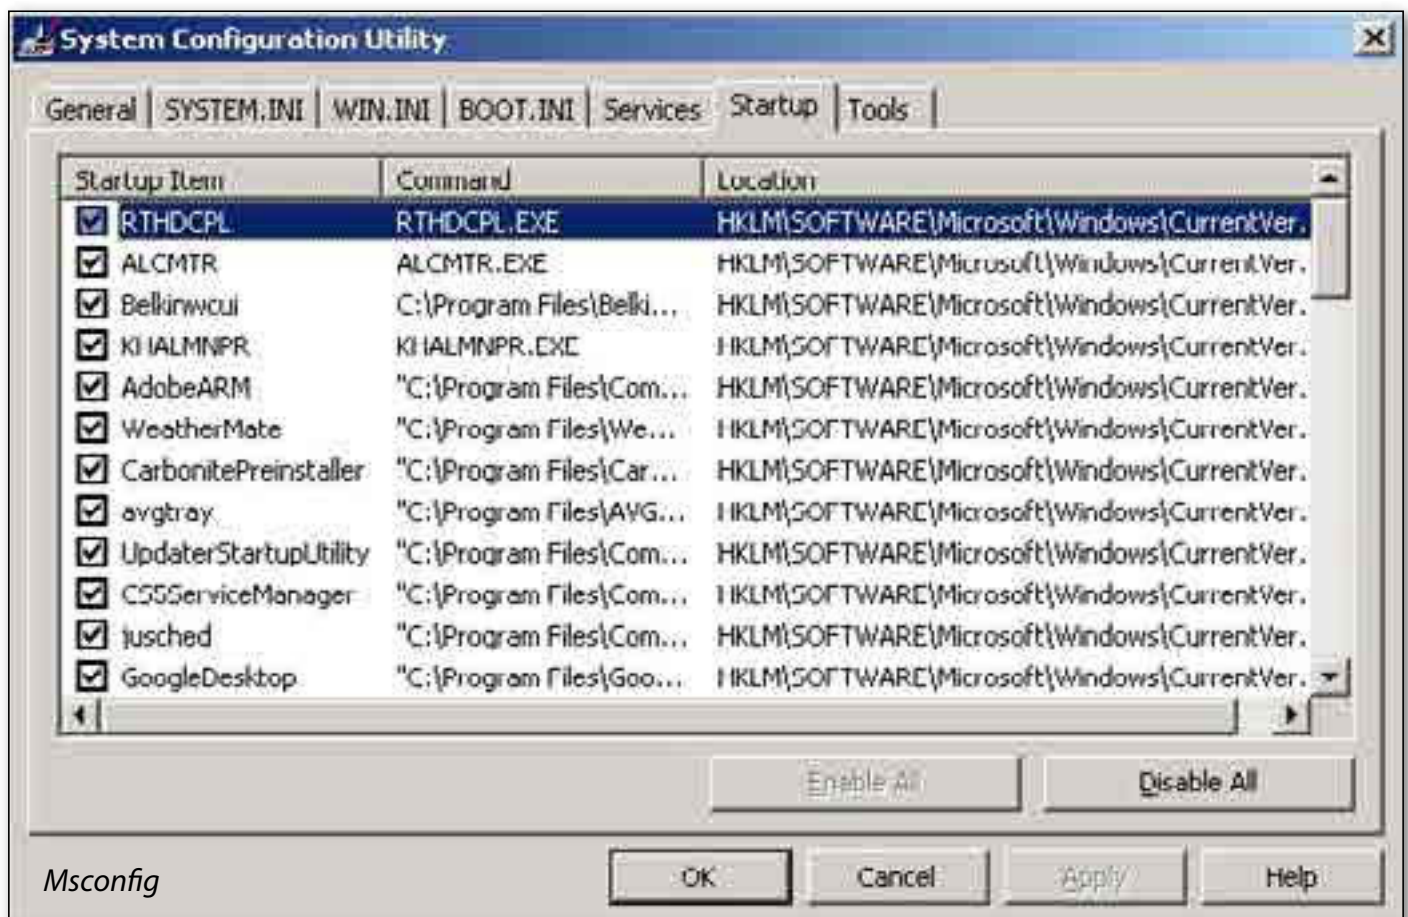 System Configuration Utility
General SYSTEM.INI WIN.INI BOOT.INI Services Startup Tools
Startup Item Command Location
RTHDCPL RTHDCPL.EXE HKLM\SOFTWARE\Microsoft\Windows\CurrentVer.
ALCMTR ALCMTR.EXE HKLM\SOFTWARE\Microsoft\Windows\CurrentVer.
Belkinwcui C:\Program Files\Belki... HKLM\SOFTWARE\Microsoft\Windows\CurrentVer.
KHALMNPR KHALMNPR.EXE HKLM\SOFTWARE\Microsoft\Windows\CurrentVer.
AdobeARM "C:\Program Files\Com... HKLM\SOFTWARE\Microsoft\Windows\CurrentVer.
WeatherMate "C:\Program Files\We... HKLM\SOFTWARE\Microsoft\Windows\CurrentVer.
CarbonitePreinstaller "C:\Program Files\Car... HKLM\SOFTWARE\Microsoft\Windows\CurrentVer.
avgtray "C:\Program Files\AVG... HKLM\SOFTWARE\Microsoft\Windows\CurrentVer.
UpdaterStartupUtility "C:\Program Files\Com... HKLM\SOFTWARE\Microsoft\Windows\CurrentVer.
CSSServiceManager "C:\Program Files\Com... HKLM\SOFTWARE\Microsoft\Windows\CurrentVer.
jusched "C:\Program Files\Com... HKLM\SOFTWARE\Microsoft\Windows\CurrentVer.
GoogleDesktop "C:\Program Files\Goo... HKLM\SOFTWARE\Microsoft\Windows\CurrentVer.
Enable All Disable All
Msconfig OK Cancel Apply Help